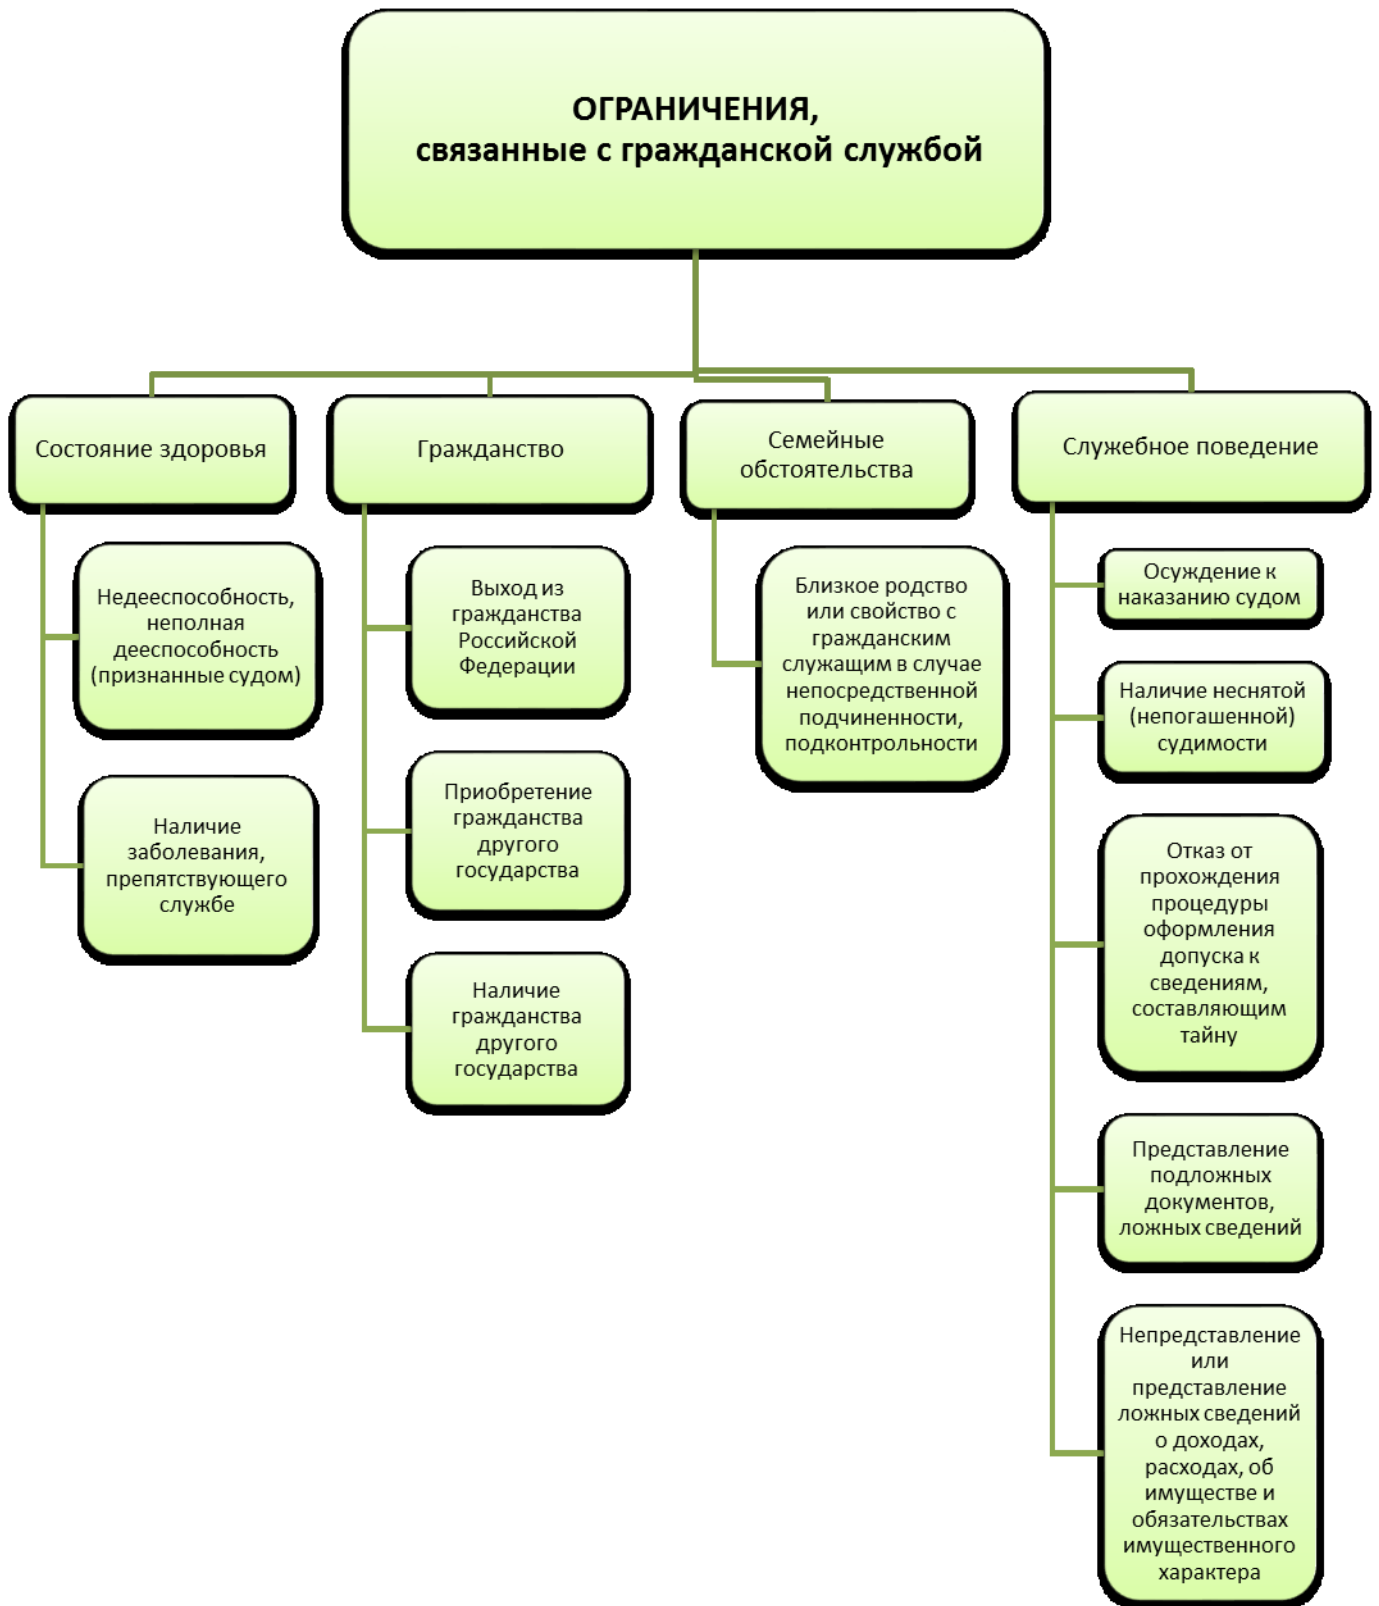 ОГРАНИЧЕНИЯ,
связанные с гражданской службой
Состояние здоровья
Недееспособность,
неполная
дееспособность
(признанные судом)
Наличие
заболевания,
препятствующего
службе
Гражданство
Выход из
гражданства
Российской
Федерации
Приобретение
гражданства
другого
государства
Наличие
гражданства
другого
государства
Семейные
обстоятельства
Близкое родство
или свойство с
гражданским
служащим в случае
непосредственной
подчиненности,
подконтрольности
Служебное поведение
Осуждение к
наказанию судом
Наличие неснятой
(непогашенной)
судимости
Отказ от
прохождения
процедуры
оформления
допуска к
сведениям,
составляющим
тайну
Представление
подложных
документов,
ложных сведений
Непредставление
или
представление
ложных сведений
о доходах,
расходах, об
имуществе и
обязательствах
имущественного
характера